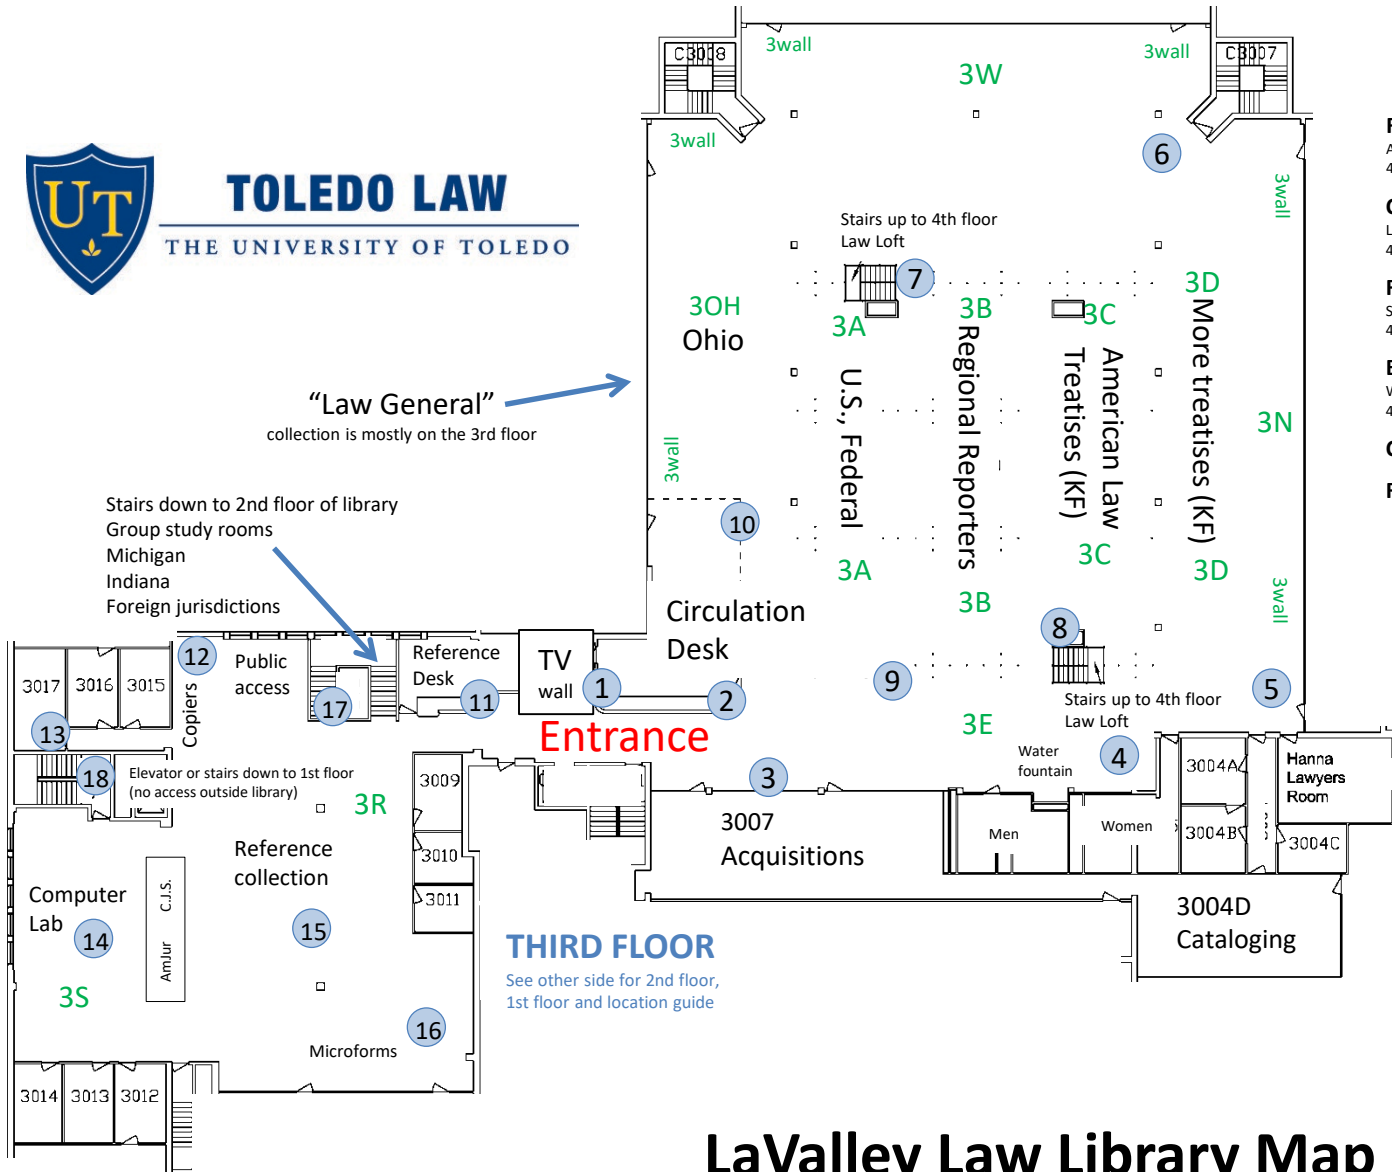 3wall
3wall
C3008
C3007
3W
3wall
6
UT
TOLEDO LAW
THE UNIVERSITY OF TOLEDO
3wall
Stairs up to 4th floor
Law Loft
7
3OH
Ohio
3A
3B
3C
3D
U.S., Federal
Regional Reporters
American Law
Treatises (KF)
More treatises (KF)
3N
"Law General"
collection is mostly on the 3rd floor
3wall
Stairs down to 2nd floor of library
Group study rooms
Michigan
Indiana
Foreign jurisdictions
10
3A
3B
3C
3D
3wall
Circulation
Desk
8
Stairs up to 4th floor
Law Loft
5
12
Public
access
Copiers
Reference
Desk
TV
wall
1
2
9
11
17
3017
3016
3015
13
Entrance
3E
Water
fountain
4
3004A
Hanna
Lawyers
Room
18
Elevator or stairs down to 1st floor
(no access outside library)
3R
3009
3
3007
Acquisitions
Men
Women
3004B
3004C
Reference
collection
3010
3011
Computer
Lab
14
AmJur
C.J.S.
15
3S
THIRD FLOOR
See other side for 2nd floor,
1st floor and location guide
3004D
Cataloging
16
Microforms
3014
3013
3012
LaValley Law Library Map